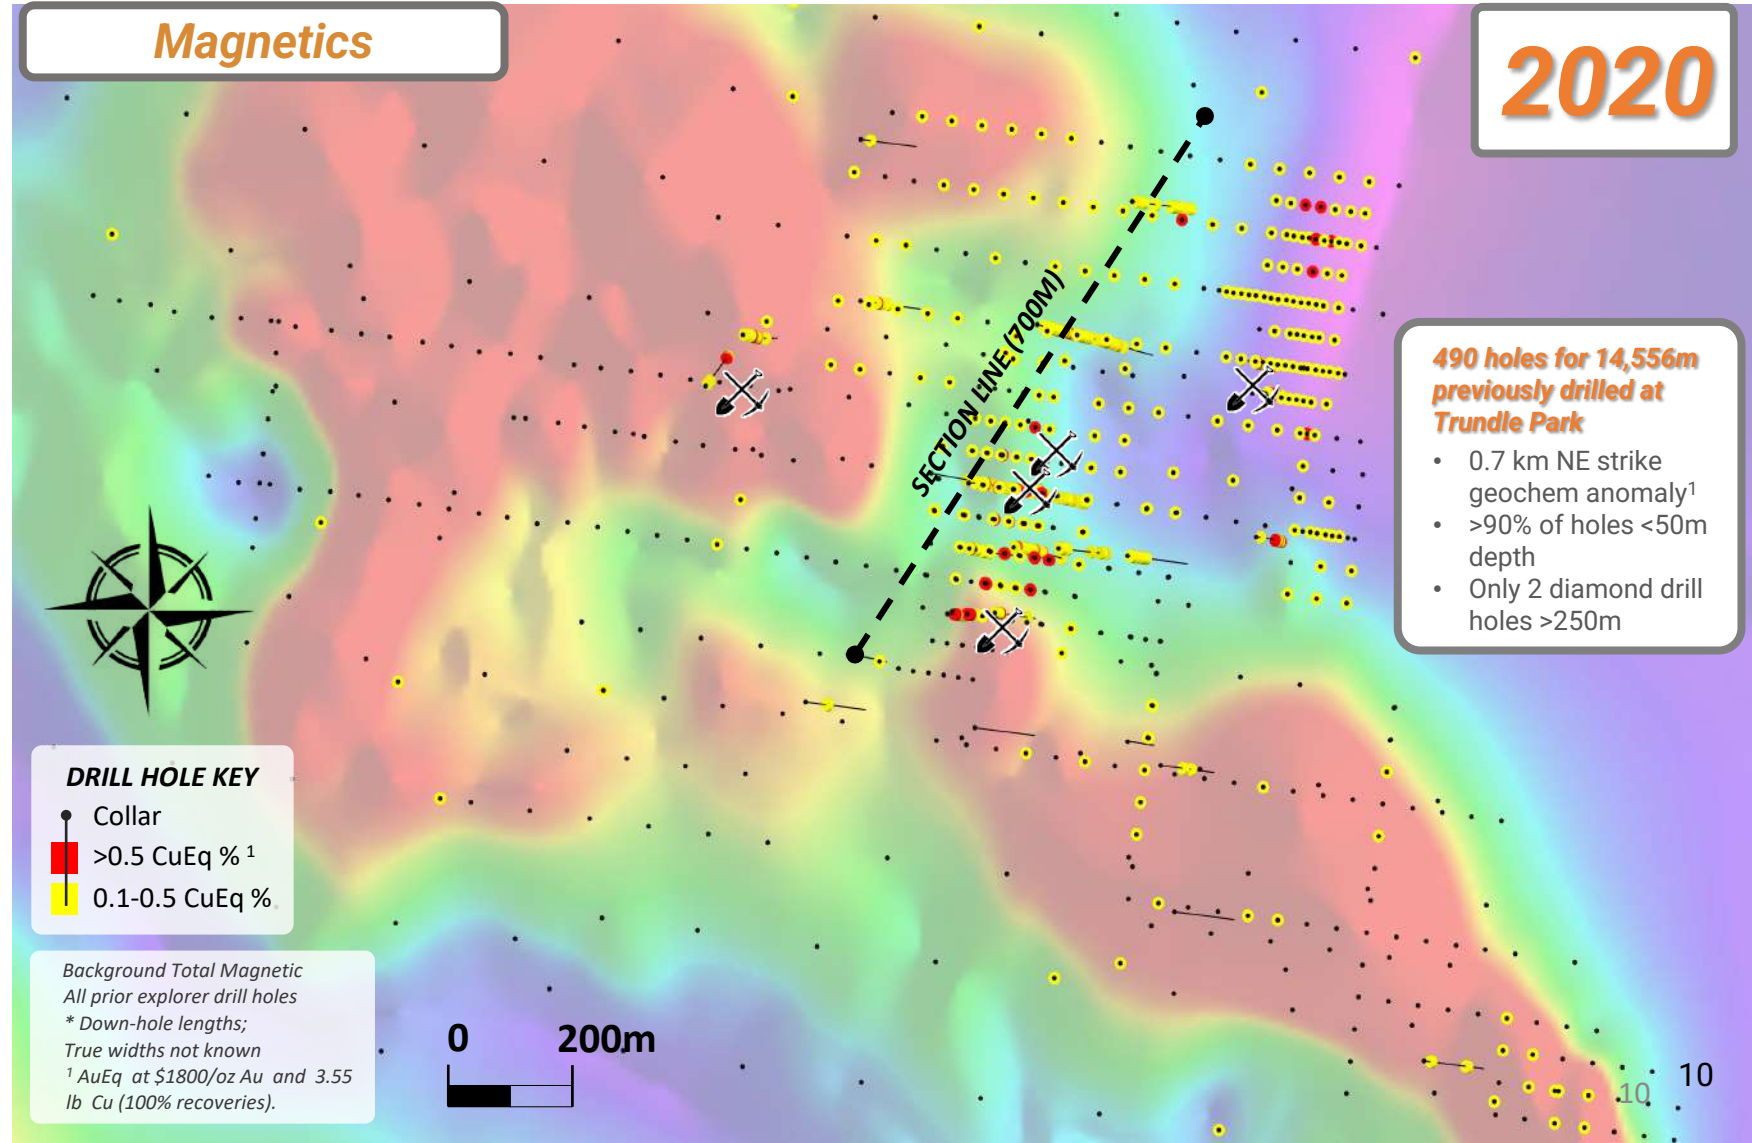 Magnetics
2020
SECTION LINE (700M)
490 holes for 14,556m
previously drilled at
Trundle Park
• 0.7 km NE strike
geochem anomaly¹
• >90% of holes <50m
depth
• Only 2 diamond drill
holes >250m
DRILL HOLE KEY
Collar
>0.5 CuEq % ¹
0.1-0.5 CuEq %
Background Total Magnetic
All prior explorer drill holes
* Down-hole lengths;
True widths not known
¹ AuEq at $1800/oz Au and 3.55
lb Cu (100% recoveries).
0 200m
10
10